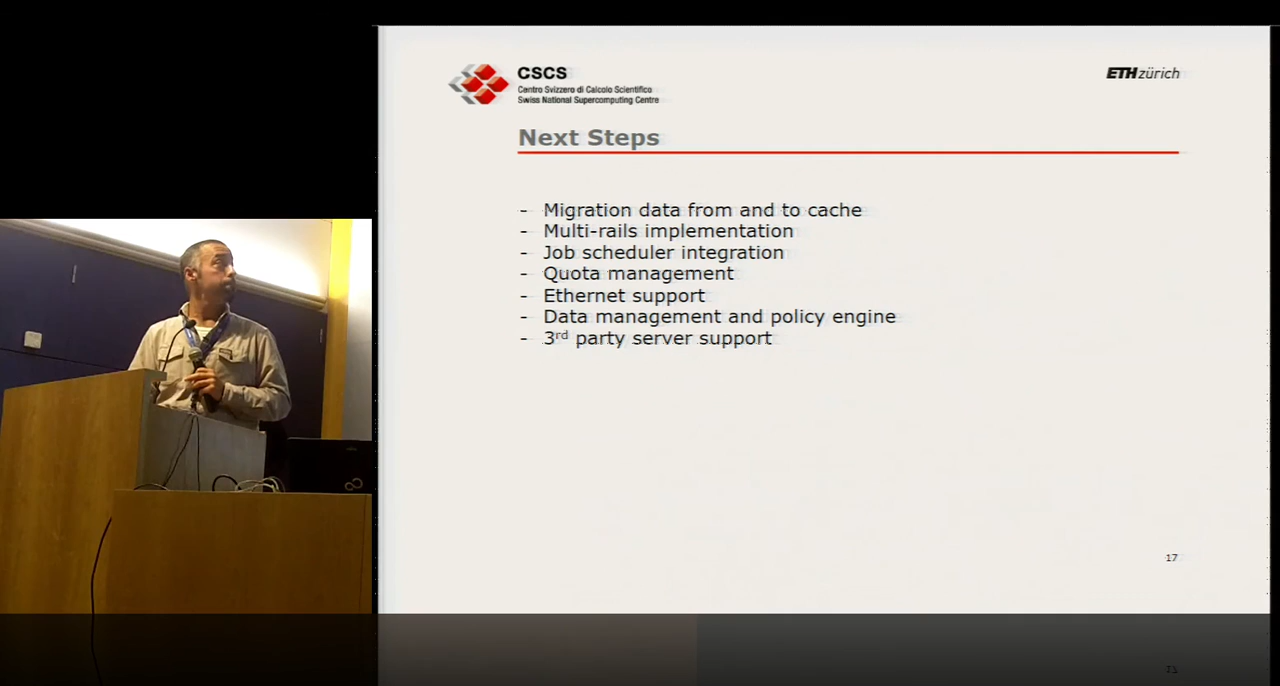 CSCS
Centro Svizzero di Calcolo Scientifico
Swiss National Supercomputing Centre
ETH zürich
Next Steps
- Migration data from and to cache
- Multi-rails implementation
- Job scheduler integration
- Quota management
- Ethernet support
- Data management and policy engine
- 3rd party server support
17